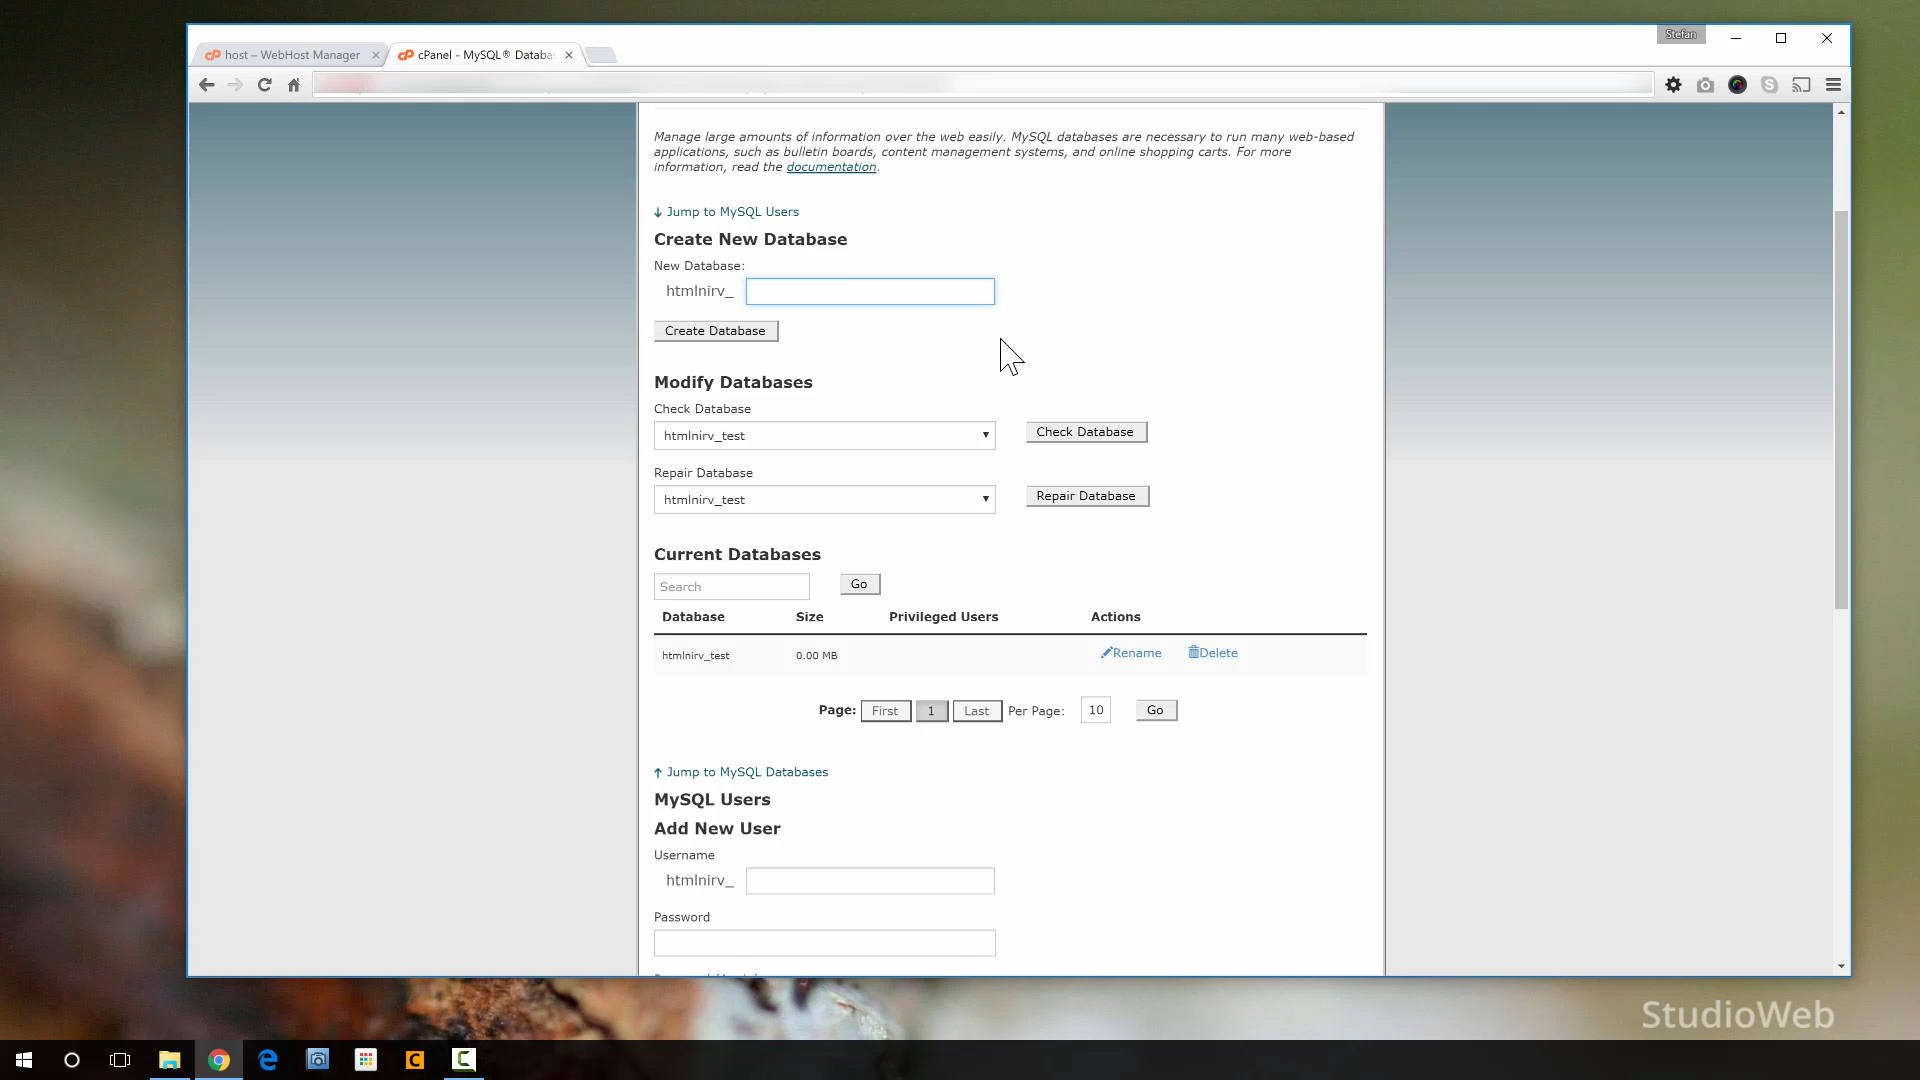 Stefan
host – WebHost Manager
cPanel - MySQL® Databa
Manage large amounts of information over the web easily. MySQL databases are necessary to run many web-based
applications, such as bulletin boards, content management systems, and online shopping carts. For more
information, read the documentation.
Jump to MySQL Users
Create New Database
New Database:
htmlnirv_
Create Database
Modify Databases
Check Database
htmlnirv_test
Check Database
Repair Database
htmlnirv_test
Repair Database
Current Databases
Search
Go
Database Size Privileged Users Actions
htmlnirv_test 0.00 MB Rename Delete
Page: First 1 Last Per Page: 10 Go
Jump to MySQL Databases
MySQL Users
Add New User
Username
htmlnirv_
Password
StudioWeb